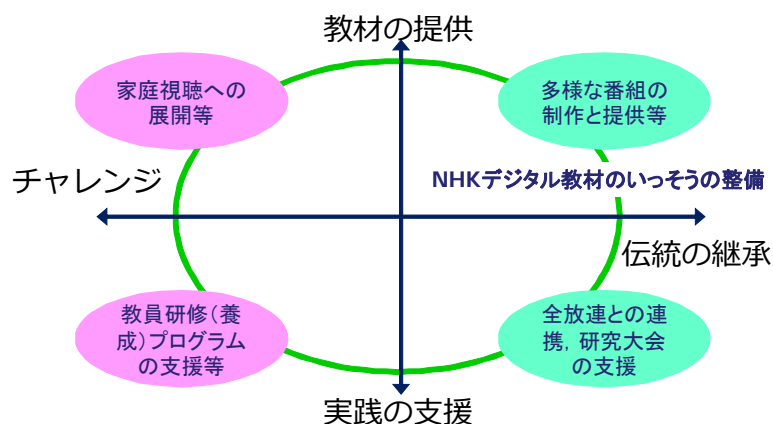 教材の提供
家庭視聴への
展開等
多様な番組の
制作と提供等
チャレンジ
NHKデジタル教材のいっそうの整備
伝統の継承
教員研修(養
成)プログラム
の支援等
全放連との連
携，研究大会
の支援
実践の支援